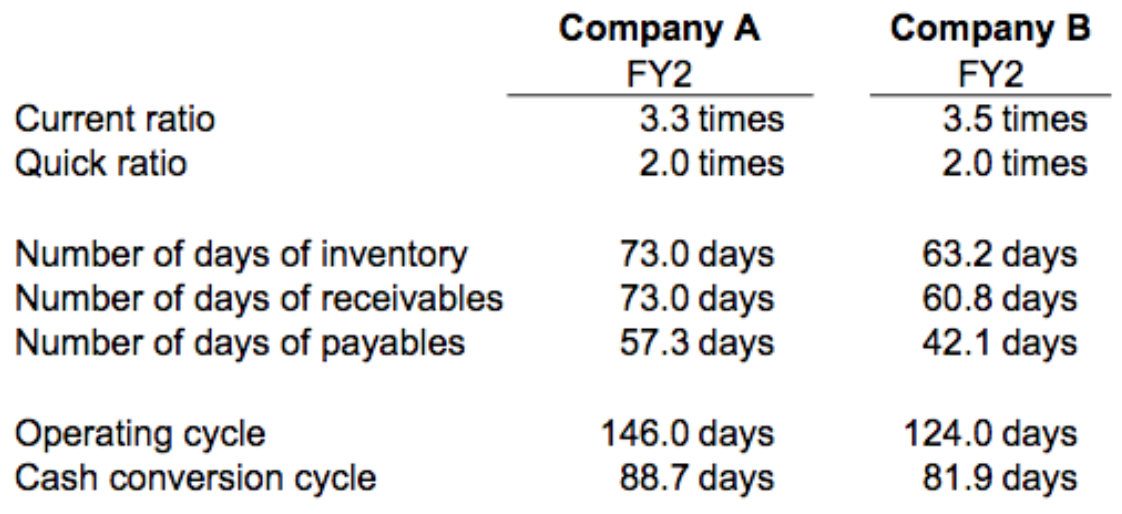 Company A Company B
FY2 FY2
Current ratio 3.3 times 3.5 times
Quick ratio 2.0 times 2.0 times
Number of days of inventory 73.0 days 63.2 days
Number of days of receivables 73.0 days 60.8 days
Number of days of payables 57.3 days 42.1 days
Operating cycle 146.0 days 124.0 days
Cash conversion cycle 88.7 days 81.9 days